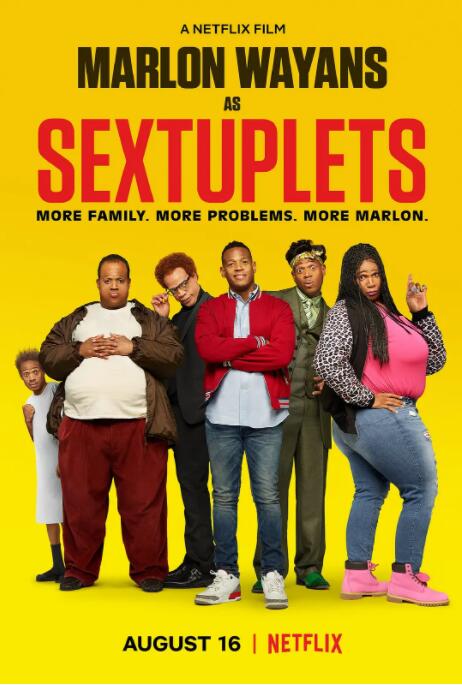 A NETFLIX FILM
MARLON WAYANS
AS
SEXTUPLETS
MORE FAMILY. MORE PROBLEMS. MORE MARLON.
AUGUST 16 | NETFLIX